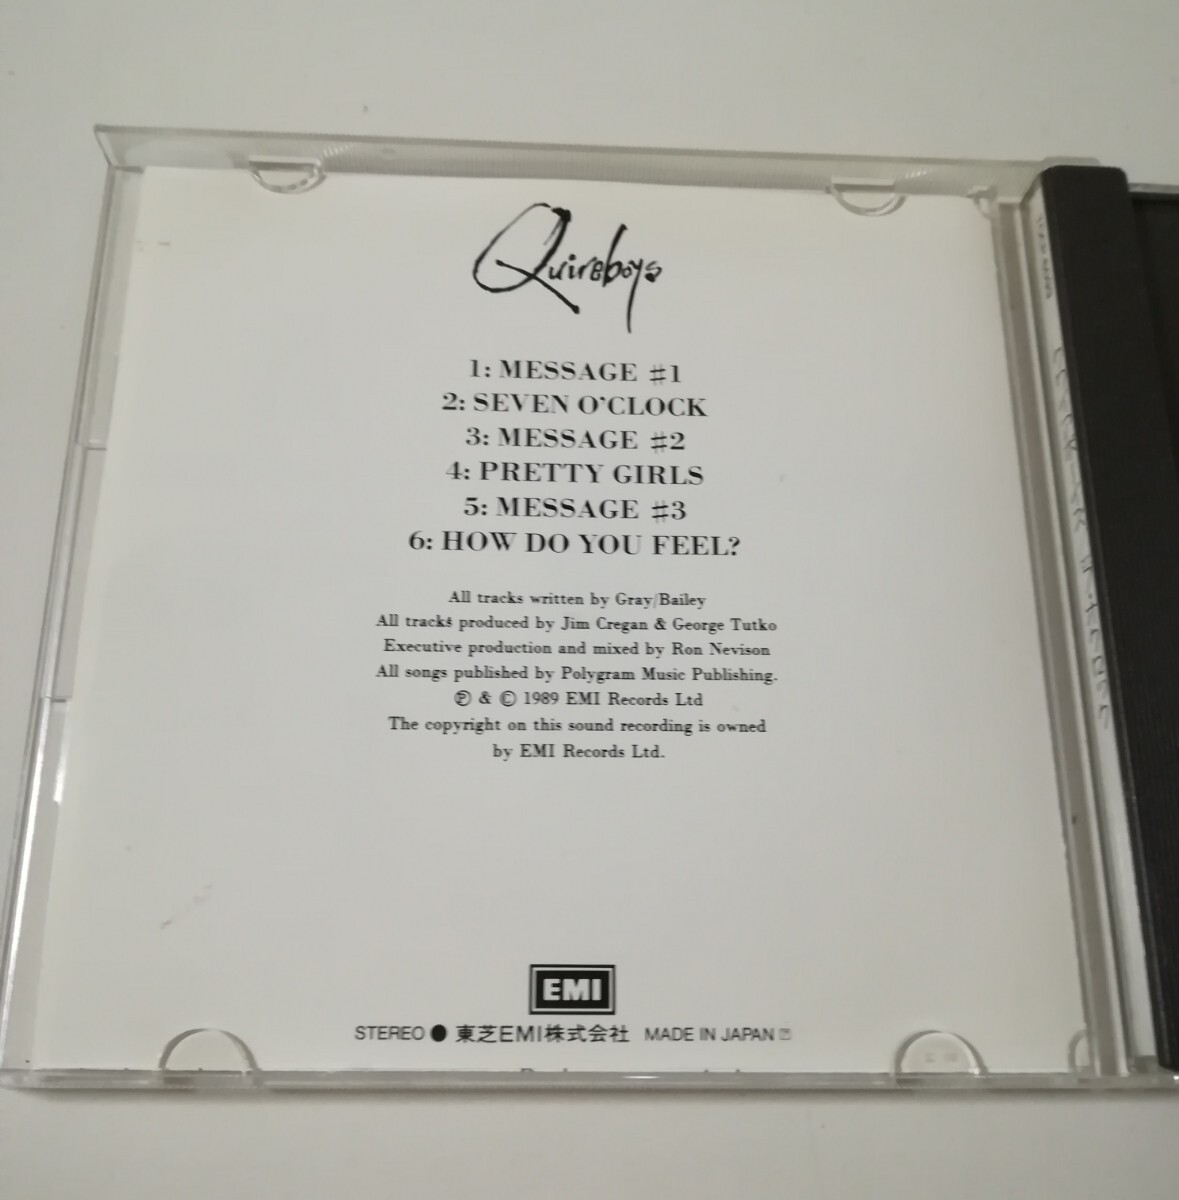 Quireboys
1: MESSAGE #1
2: SEVEN O'CLOCK
3: MESSAGE #2
4: PRETTY GIRLS
5: MESSAGE #3
6: HOW DO YOU FEEL?
All tracks written by Gray/Bailey
All tracks produced by Jim Cregan & George Tutko
Executive production and mixed by Ron Nevison
All songs published by Polygram Music Publishing.
Ⓟ & © 1989 EMI Records Ltd
The copyright on this sound recording is owned
by EMI Records Ltd.
EMI
STEREO ● 東芝EMI株式会社 MADE IN JAPAN